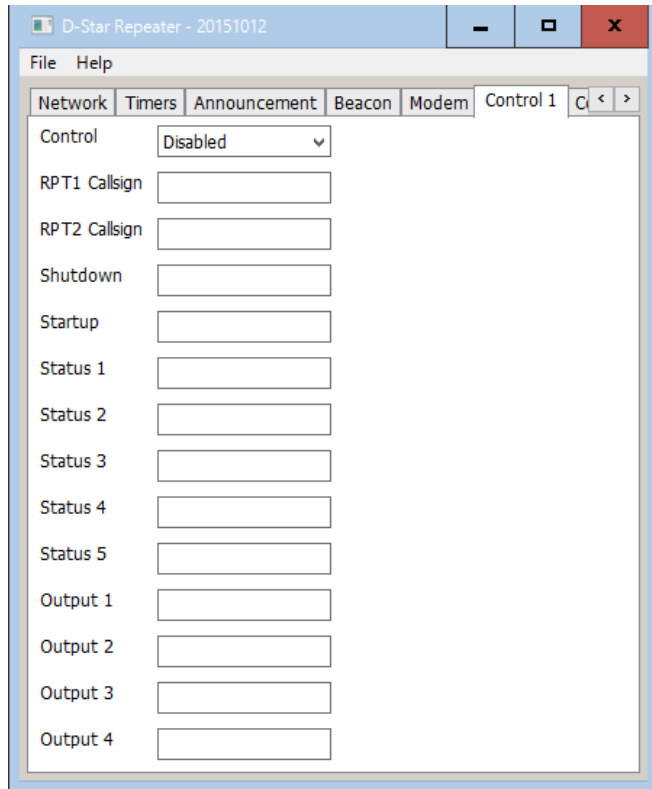 D-Star Repeater - 20151012
File Help
Network Timers Announcement Beacon Modem Control 1
Control Disabled
RPT1 Callsign
RPT2 Callsign
Shutdown
Startup
Status 1
Status 2
Status 3
Status 4
Status 5
Output 1
Output 2
Output 3
Output 4